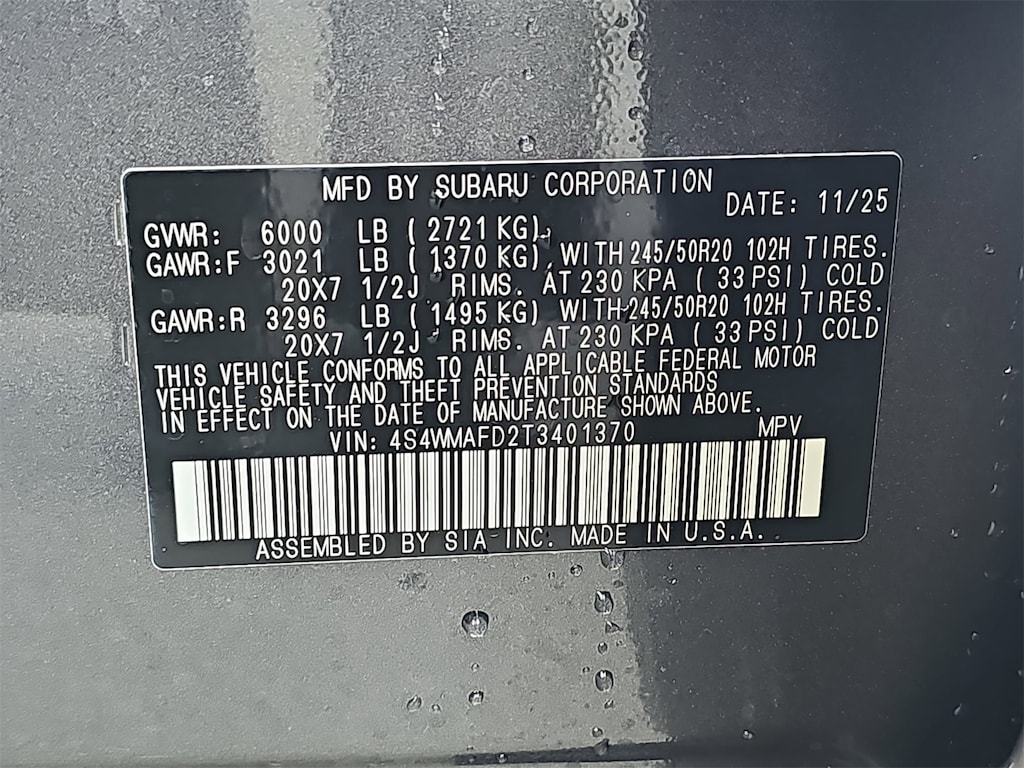 MFD BY SUBARU CORPORATION
DATE: 11/25
GVWR: 6000 LB ( 2721 KG)
GAWR:F 3021 LB ( 1370 KG) WITH 245/50R20 102H TIRES.
20X7 1/2J RIMS. AT 230 KPA ( 33 PSI) COLD
GAWR:R 3296 LB ( 1495 KG) WITH 245/50R20 102H TIRES.
20X7 1/2J RIMS. AT 230 KPA ( 33 PSI) COLD
THIS VEHICLE CONFORMS TO ALL APPLICABLE FEDERAL MOTOR
VEHICLE SAFETY AND THEFT PREVENTION STANDARDS
IN EFFECT ON THE DATE OF MANUFACTURE SHOWN ABOVE.
VIN: 4S4WMAFD2T3401370 MPV
ASSEMBLED BY SIA INC. MADE IN U.S.A.